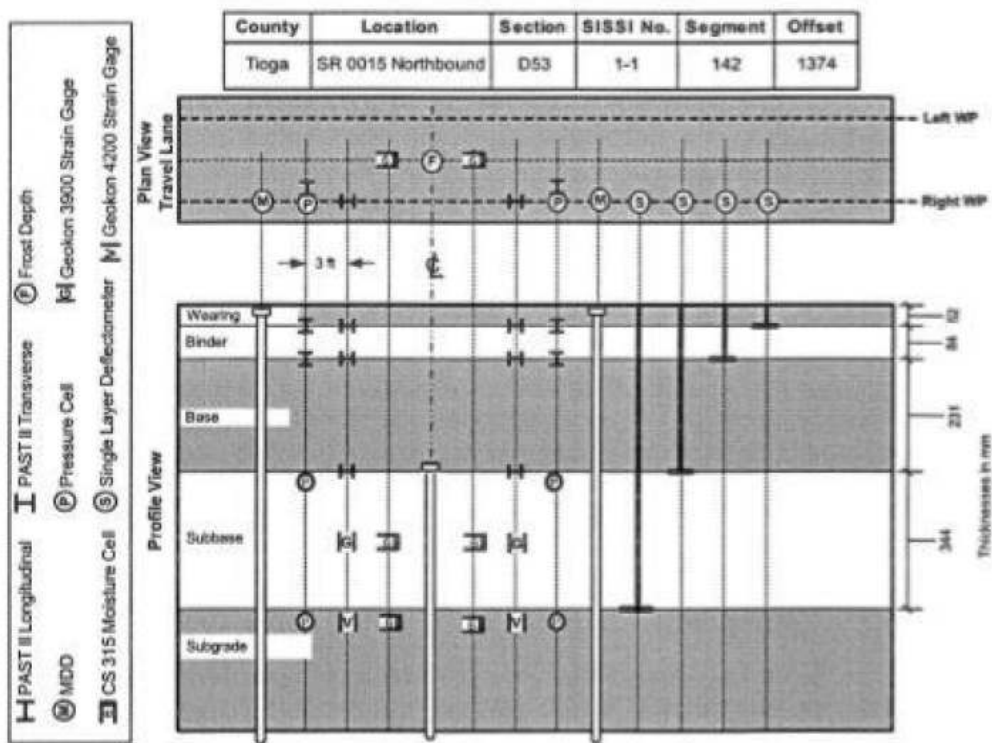 County Location Section SISSI No. Segment Offset
Tioga SR 0015 Northbound D53 1-1 142 1374
PAST II Longitudinal
PAST II Transverse
F Frost Depth
M MDD
P Pressure Cell
G Geokon 3900 Strain Gage
CS 315 Moisture Cell
S Single Layer Deflectometer
V Geokon 4200 Strain Gage
Plan View
Travel Lane
Left WP
F
M P P M S S S S
Right WP
3 ft
Profile View
Wearing
Binder
Base
P P
Subbase
G G
P V V P
Subgrade
62
84
231
344
Thicknesses in mm